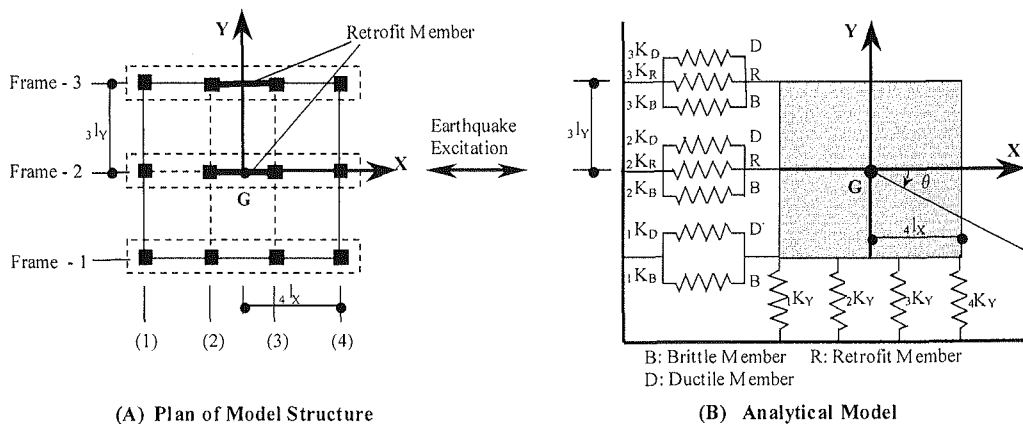 Y
Retrofit Member
Frame - 3
3lY
Frame - 2
X
G
Earthquake
Excitation
Frame - 1
4lX
(1) (2) (3) (4)
(A) Plan of Model Structure
Y
3KD D
3KR R
3KB B
3lY
2KD D
2KR R
2KB B
X
G
θ
4lX
1KD D
1KB B
1KY 2KY 3KY 4KY
B: Brittle Member R: Retrofit Member
D: Ductile Member
(B) Analytical Model